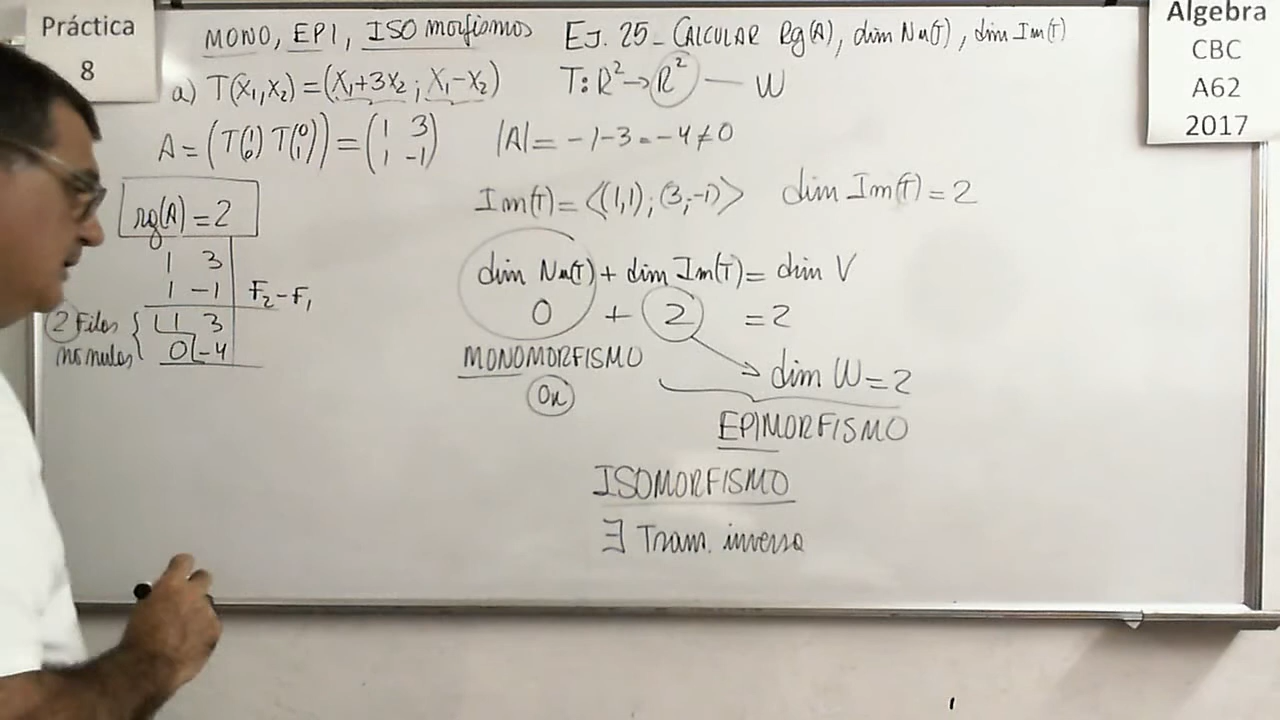 Práctica
8
MONO, EPI, ISO morfismos EJ. 25- CALCULAR Rg(A), dim Nu(T), dim Im(T)
Algebra
CBC
A62
2017
a) T(x₁,x₂) = (x₁+3x₂ ; x₁-x₂) T: R² → R² — W
A = (T(1 0) T(0 1)) = (1 3 1 -1) |A| = -1-3 = -4 ≠ 0
rg(A) = 2
Im(T) = <(1,1); (3,-1)> dim Im(T) = 2
1 3
1 -1 F₂-F₁
2 Filas 1 3
no nulas 0 -4
dim Nu(T) + dim Im(T) = dim V
0 + 2 = 2
MONOMORFISMO
dim W = 2
EPIMORFISMO
ISOMORFISMO
∃ Tram. inversa